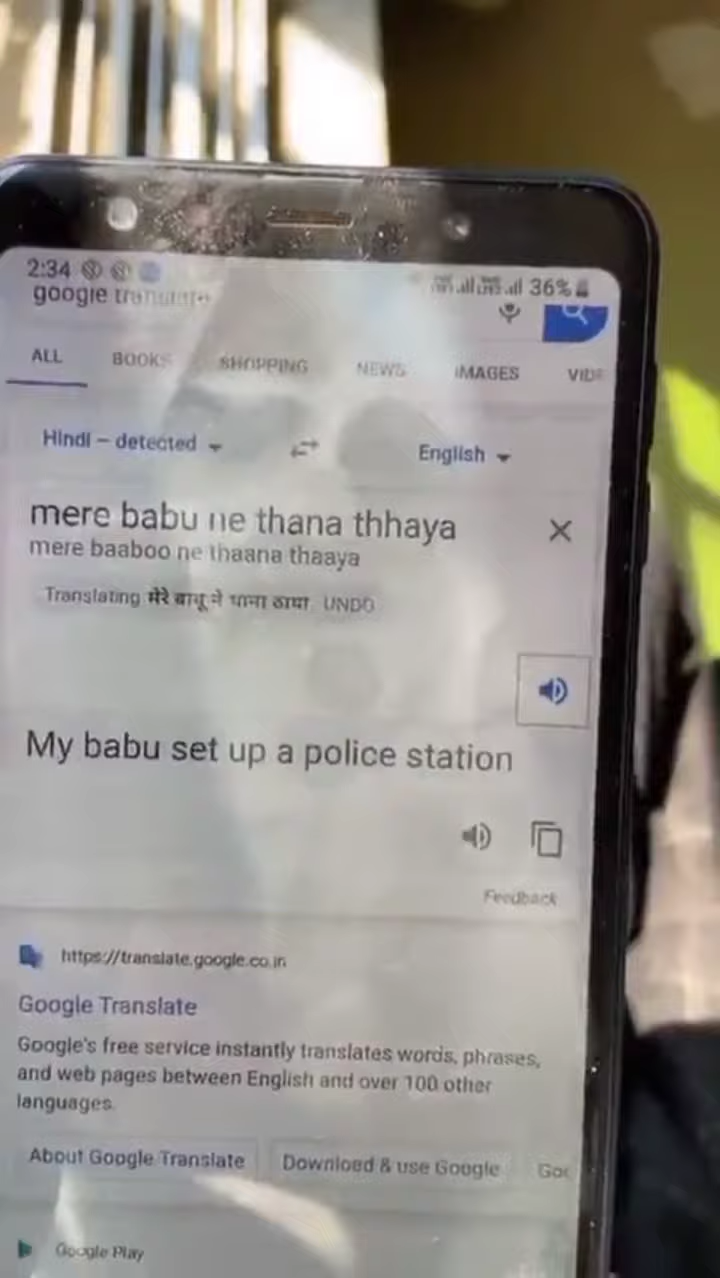 2:34 36%
google translate
ALL BOOKS SHOPPING NEWS IMAGES VIDE
Hindi – detected English
mere babu ne thana thhaya
mere baaboo ne thaana thaaya
Translating मेरे बाबू ने थाना ठाया UNDO
My babu set up a police station
Feedback
https://translate.google.co.in
Google Translate
Google's free service instantly translates words, phrases,
and web pages between English and over 100 other
languages.
About Google Translate Download & use Google Goo
Google Play